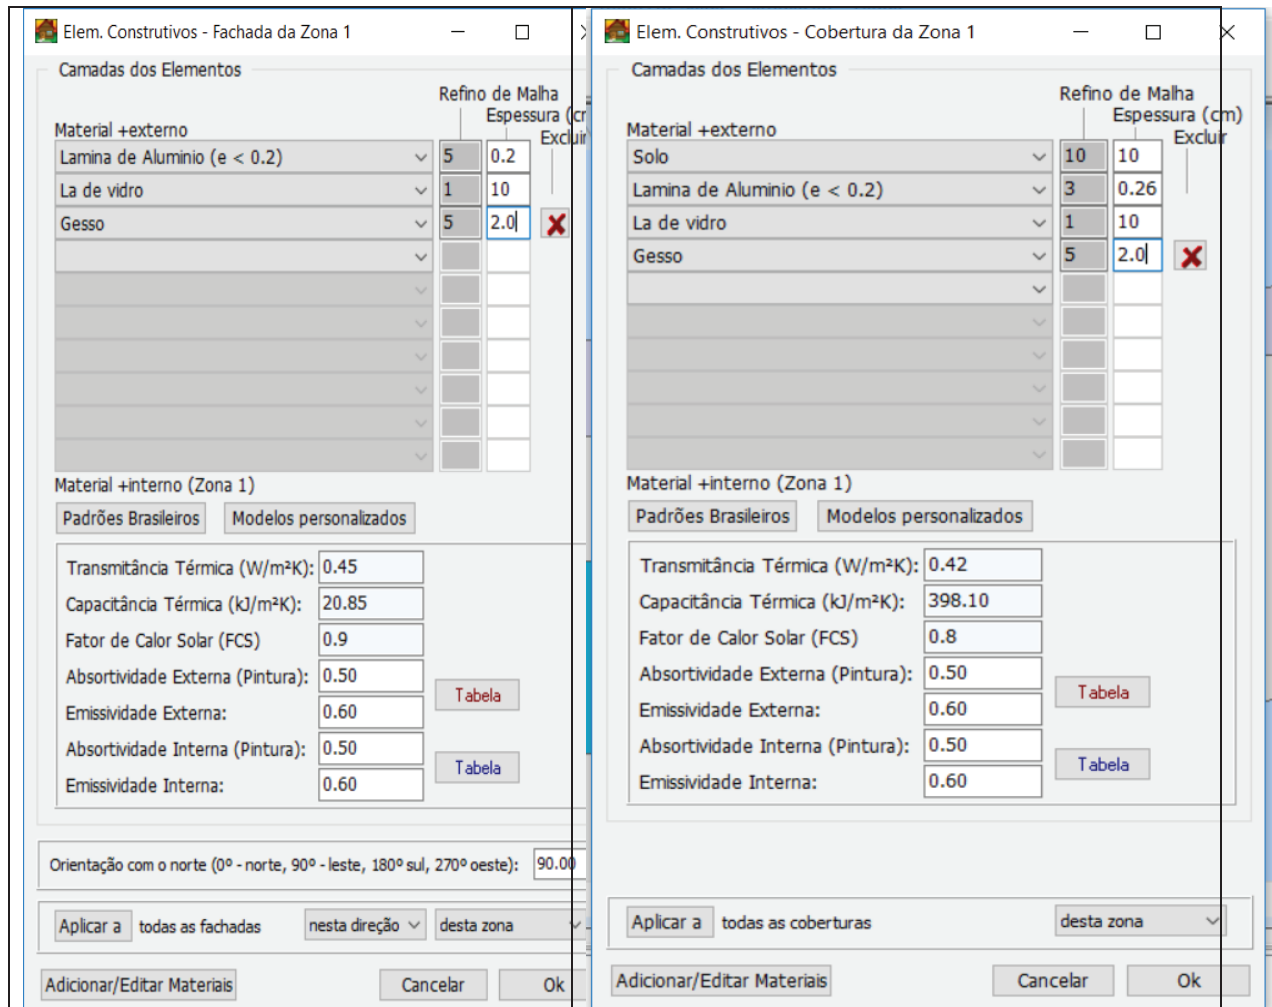 Elem. Construtivos - Fachada da Zona 1
Camadas dos Elementos
Refino de Malha
Espessura (cr
Excluir
Material +externo
Lamina de Aluminio (e < 0.2) 5 0.2
La de vidro 1 10
Gesso 5 2.0
Material +interno (Zona 1)
Padrões Brasileiros Modelos personalizados
Transmitância Térmica (W/m²K): 0.45
Capacitância Térmica (kJ/m²K): 20.85
Fator de Calor Solar (FCS) 0.9
Absortividade Externa (Pintura): 0.50
Tabela
Emissividade Externa: 0.60
Absortividade Interna (Pintura): 0.50
Tabela
Emissividade Interna: 0.60
Orientação com o norte (0º - norte, 90º - leste, 180º sul, 270º oeste): 90.00
Aplicar a todas as fachadas nesta direção desta zona
Adicionar/Editar Materiais Cancelar Ok
Elem. Construtivos - Cobertura da Zona 1
Camadas dos Elementos
Refino de Malha
Espessura (cm)
Excluir
Material +externo
Solo 10 10
Lamina de Aluminio (e < 0.2) 3 0.26
La de vidro 1 10
Gesso 5 2.0
Material +interno (Zona 1)
Padrões Brasileiros Modelos personalizados
Transmitância Térmica (W/m²K): 0.42
Capacitância Térmica (kJ/m²K): 398.10
Fator de Calor Solar (FCS) 0.8
Absortividade Externa (Pintura): 0.50
Tabela
Emissividade Externa: 0.60
Absortividade Interna (Pintura): 0.50
Tabela
Emissividade Interna: 0.60
Aplicar a todas as coberturas desta zona
Adicionar/Editar Materiais Cancelar Ok